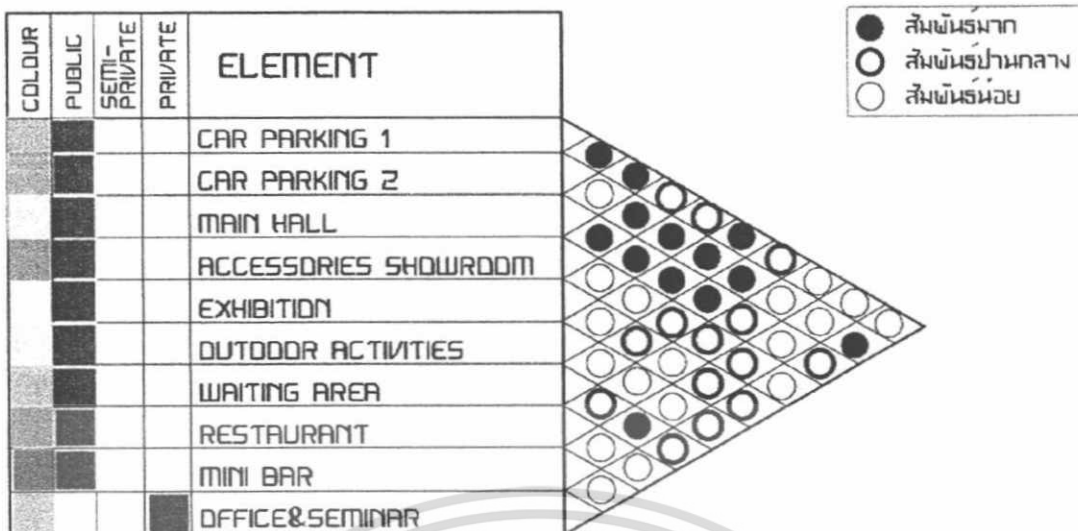 COLOUR
PUBLIC
SEMI-
PRIVATE
PRIVATE
ELEMENT
CAR PARKING 1
CAR PARKING 2
MAIN HALL
ACCESSORIES SHOWROOM
EXHIBITION
OUTDOOR ACTIVITIES
WAITING AREA
RESTAURANT
MINI BAR
OFFICE&SEMINAR
สัมพันธ์มาก
สัมพันธ์ปานกลาง
สัมพันธ์น้อย